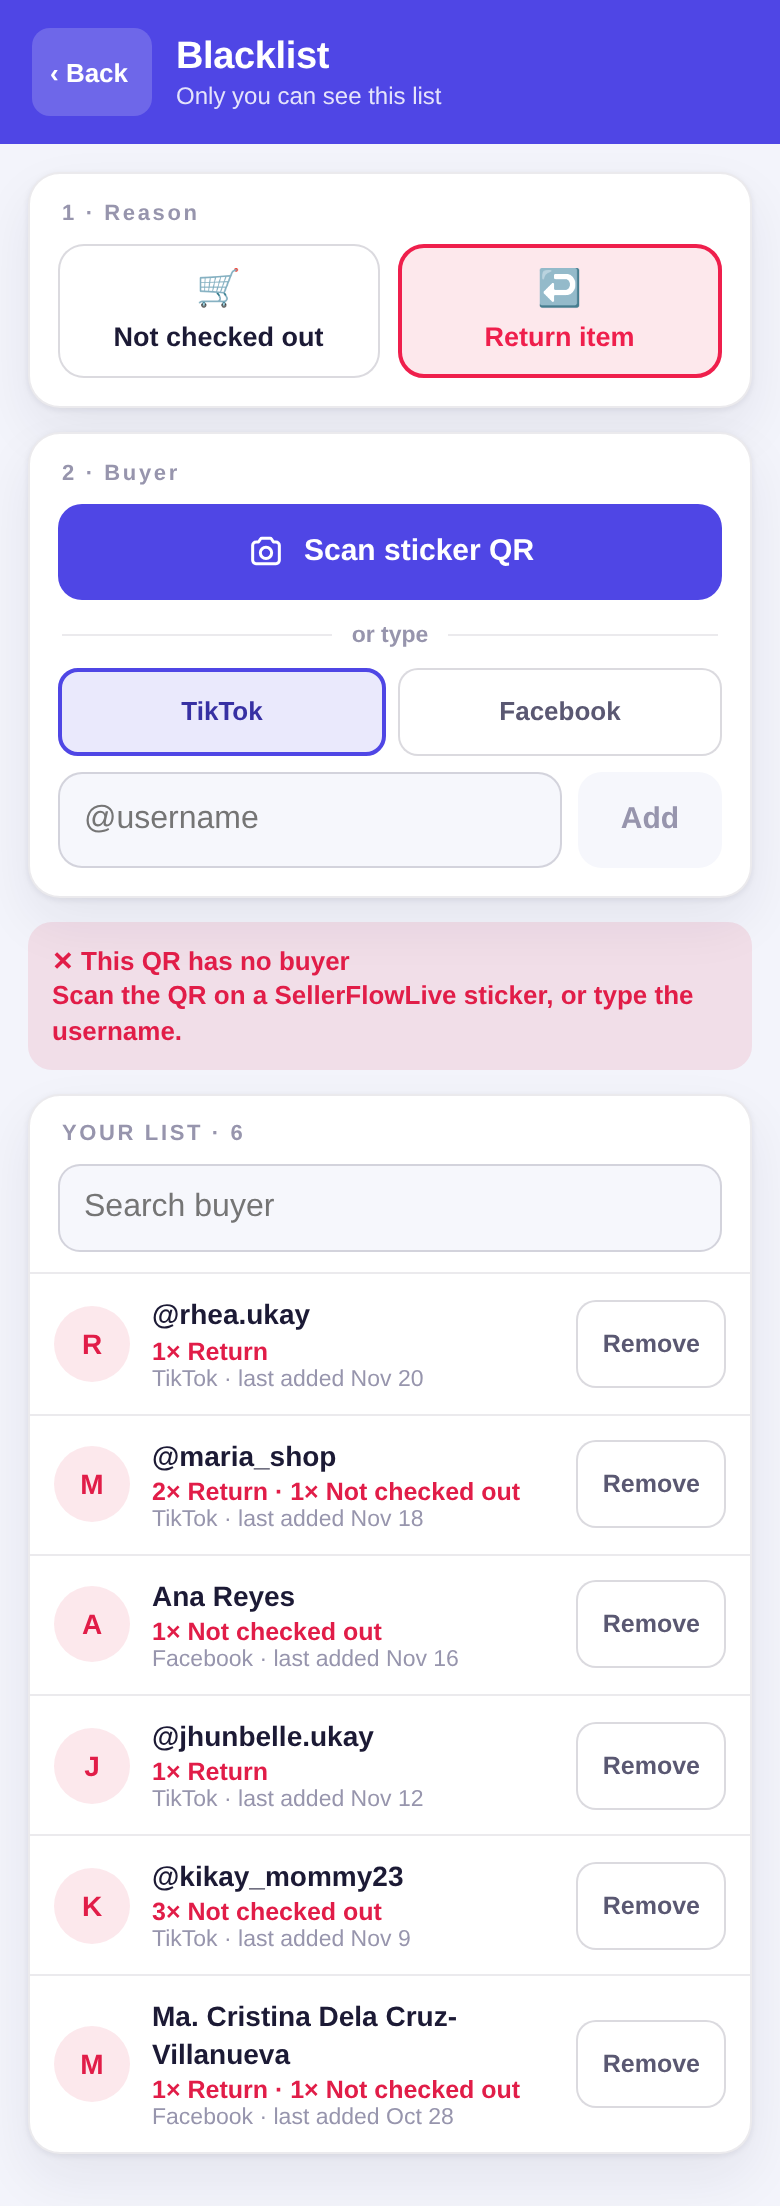 ‹ Back
Blacklist
Only you can see this list
1 · Reason
Not checked out
Return item
2 · Buyer
Scan sticker QR
or type
TikTok
Facebook
@username
Add
✕ This QR has no buyer
Scan the QR on a SellerFlowLive sticker, or type the
username.
YOUR LIST · 6
Search buyer
R
@rhea.ukay
1× Return
TikTok · last added Nov 20
Remove
M
@maria_shop
2× Return · 1× Not checked out
TikTok · last added Nov 18
Remove
A
Ana Reyes
1× Not checked out
Facebook · last added Nov 16
Remove
J
@jhunbelle.ukay
1× Return
TikTok · last added Nov 12
Remove
K
@kikay_mommy23
3× Not checked out
TikTok · last added Nov 9
Remove
M
Ma. Cristina Dela Cruz-
Villanueva
1× Return · 1× Not checked out
Facebook · last added Oct 28
Remove